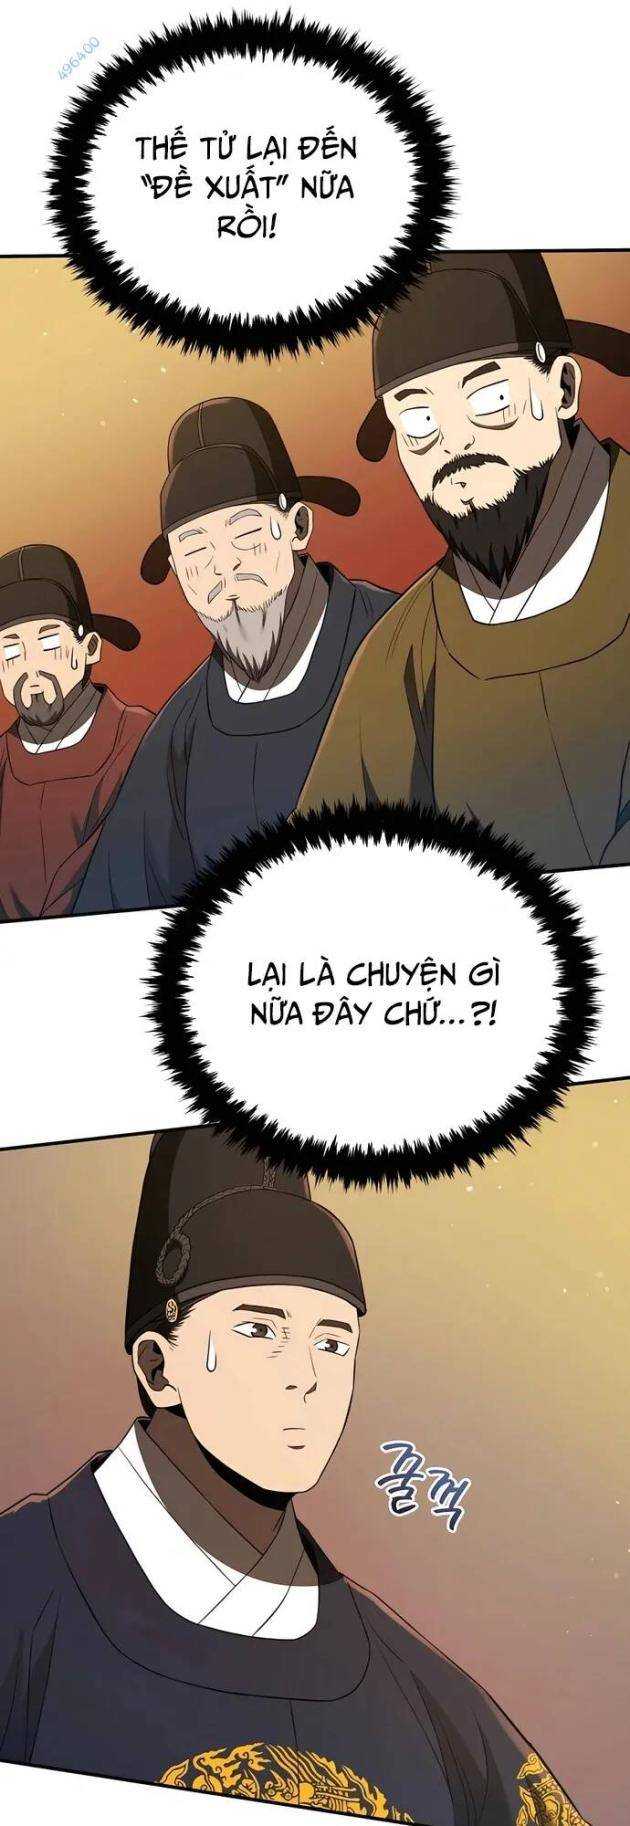 496400
THẾ TỬ LẠI ĐẾN
“ĐỀ XUẤT” NỮA
RỒI!
LẠI LÀ CHUYỆN GÌ
NỮA ĐÂY CHỨ...?!
꿀꺽